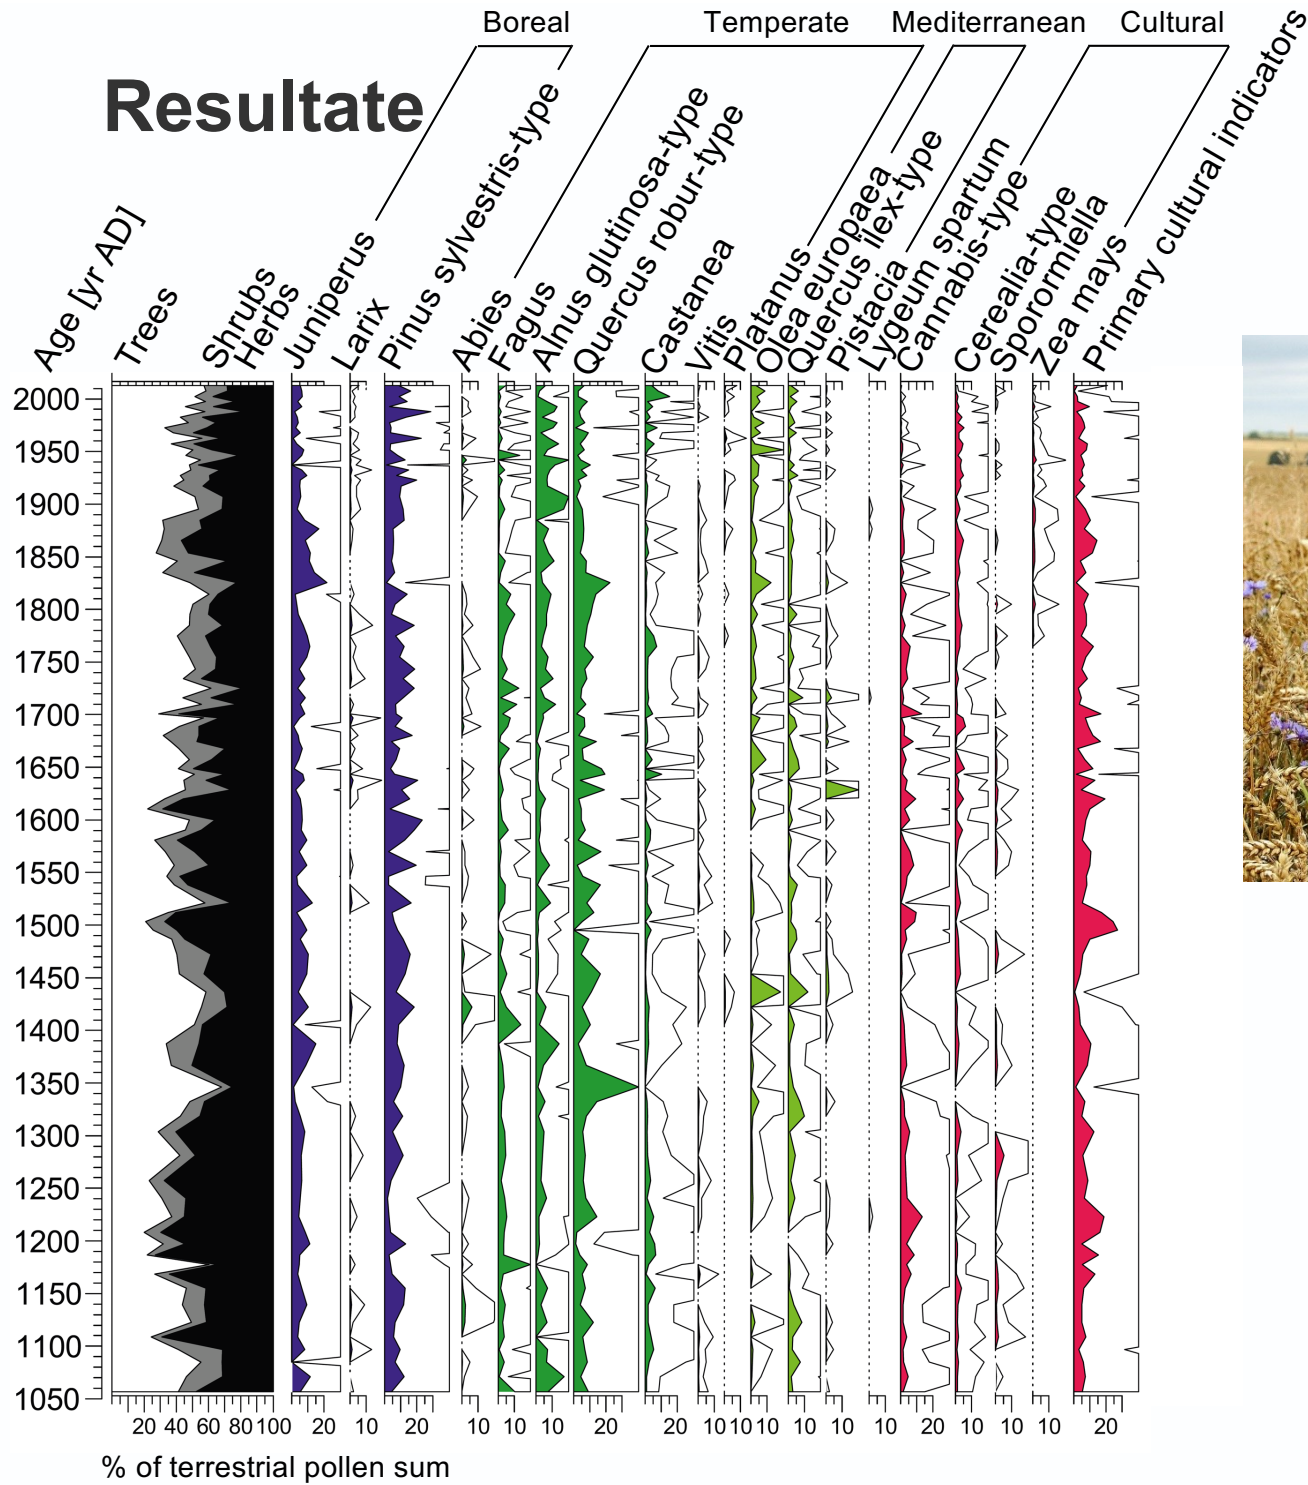 Boreal
Temperate
Mediterranean
Cultural
Resultate
Age [yr AD]
Trees
Shrubs
Herbs
Juniperus
Larix
Pinus sylvestris-type
Abies
Fagus
Alnus glutinosa-type
Quercus robur-type
Castanea
Vitis
Platanus
Olea europaea
Quercus ilex-type
Pistacia
Lygeum spartum
Cannabis-type
Cerealia-type
Sporormiella
Zea mays
Primary cultural indicators
2000
1950
1900
1850
1800
1750
1700
1650
1600
1550
1500
1450
1400
1350
1300
1250
1200
1150
1100
1050
20 40 60 80 100 20 10 20 10 10 10 20 20 10 10 10 10 10 10 20 10 10 10 20
% of terrestrial pollen sum